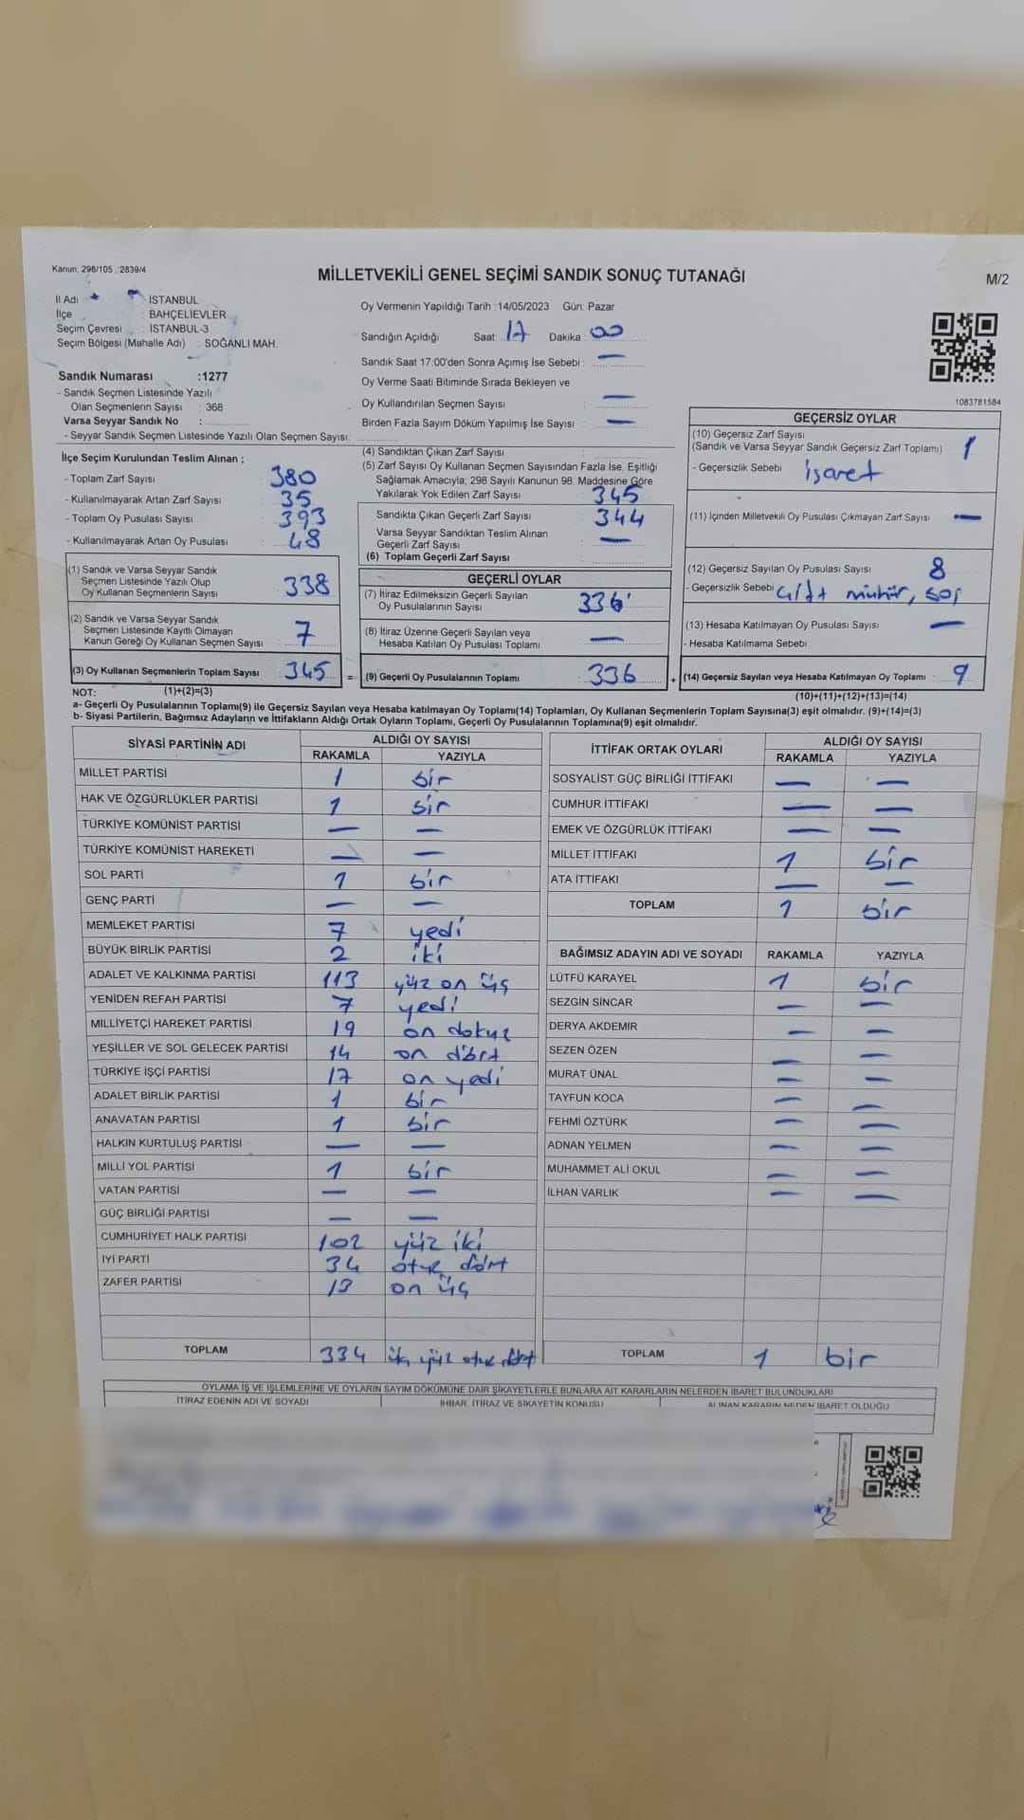 Kanun: 298/105 , 2839/4
MİLLETVEKİLİ GENEL SEÇİMİ SANDIK SONUÇ TUTANAĞI
M/2
İl Adı : İSTANBUL
İlçe : BAHÇELİEVLER
Seçim Çevresi : İSTANBUL-3
Seçim Bölgesi (Mahalle Adı) : SOĞANLI MAH.
Sandık Numarası :1277
- Sandık Seçmen Listesinde Yazılı
Olan Seçmenlerin Sayısı : 368
Varsa Seyyar Sandık No :
- Seyyar Sandık Seçmen Listesinde Yazılı Olan Seçmen Sayısı:
İlçe Seçim Kurulundan Teslim Alınan ;
- Toplam Zarf Sayısı 380
- Kullanılmayarak Artan Zarf Sayısı 35
- Toplam Oy Pusulası Sayısı 393
- Kullanılmayarak Artan Oy Pusulası 48
(1) Sandık ve Varsa Seyyar Sandık
Seçmen Listesinde Yazılı Olup
Oy Kullanan Seçmenlerin Sayısı 338
(2) Sandık ve Varsa Seyyar Sandık
Seçmen Listesinde Kayıtlı Olmayan
Kanun Gereği Oy Kullanan Seçmen Sayısı 7
(3) Oy Kullanan Seçmenlerin Toplam Sayısı 345 =
Oy Vermenin Yapıldığı Tarih :14/05/2023 Gün: Pazar
Sandığın Açıldığı Saat: 17 Dakika: 00
Sandık Saat 17:00'den Sonra Açımış İse Sebebi : —
Oy Verme Saati Bitiminde Sırada Bekleyen ve
Oy Kullandırılan Seçmen Sayısı —
Birden Fazla Sayım Döküm Yapılmış İse Sayısı : —
(4) Sandıktan Çıkan Zarf Sayısı
(5) Zarf Sayısı Oy Kullanan Seçmen Sayısından Fazla İse, Eşitliği
Sağlamak Amacıyla, 298 Sayılı Kanunun 98. Maddesine Göre
Yakılarak Yok Edilen Zarf Sayısı 345
Sandıkta Çıkan Geçerli Zarf Sayısı 344
Varsa Seyyar Sandıktan Teslim Alınan
Geçerli Zarf Sayısı —
(6) Toplam Geçerli Zarf Sayısı
GEÇERLİ OYLAR
(7) İtiraz Edilmeksizin Geçerli Sayılan
Oy Pusulalarının Sayısı 336
(8) İtiraz Üzerine Geçerli Sayılan veya
Hesaba Katılan Oy Pusulası Toplamı —
(9) Geçerli Oy Pusulalarının Toplamı 336 +
1083781584
GEÇERSİZ OYLAR
(10) Geçersiz Zarf Sayısı
(Sandık ve Varsa Seyyar Sandık Geçersiz Zarf Toplamı) 1
- Geçersizlik Sebebi işaret
(11) İçinden Milletvekili Oy Pusulası Çıkmayan Zarf Sayısı —
(12) Geçersiz Sayılan Oy Pusulası Sayısı 8
- Geçersizlik Sebebi çift mühür,
(13) Hesaba Katılmayan Oy Pusulası Sayısı —
- Hesaba Katılmama Sebebi
(14) Geçersiz Sayılan veya Hesaba Katılmayan Oy Toplamı 9
NOT: (1)+(2)=(3) (10)+(11)+(12)+(13)=(14)
a- Geçerli Oy Pusulalarının Toplamı(9) ile Geçersiz Sayılan veya Hesaba katılmayan Oy Toplamı(14) Toplamları, Oy Kullanan Seçmenlerin Toplam Sayısına(3) eşit olmalıdır. (9)+(14)=(3)
b- Siyasi Partilerin, Bağımsız Adayların ve İttifakların Aldığı Ortak Oyların Toplamı, Geçerli Oy Pusulalarının Toplamına(9) eşit olmalıdır.
SİYASİ PARTİNİN ADI ALDIĞI OY SAYISI
RAKAMLA YAZIYLA
MİLLET PARTİSİ 1 bir
HAK VE ÖZGÜRLÜKLER PARTİSİ 1 bir
TÜRKİYE KOMÜNİST PARTİSİ — —
TÜRKİYE KOMÜNİST HAREKETİ — —
SOL PARTİ 1 bir
GENÇ PARTİ — —
MEMLEKET PARTİSİ 7 yedi
BÜYÜK BİRLİK PARTİSİ 2 iki
ADALET VE KALKINMA PARTİSİ 113 yüz on üç
YENİDEN REFAH PARTİSİ 7 yedi
MİLLİYETÇİ HAREKET PARTİSİ 19 on dokuz
YEŞİLLER VE SOL GELECEK PARTİSİ 14 on dört
TÜRKİYE İŞÇİ PARTİSİ 17 on yedi
ADALET BİRLİK PARTİSİ 1 bir
ANAVATAN PARTİSİ 1 bir
HALKIN KURTULUŞ PARTİSİ — —
MİLLİ YOL PARTİSİ 1 bir
VATAN PARTİSİ — —
GÜÇ BİRLİĞİ PARTİSİ — —
CUMHURİYET HALK PARTİSİ 102 yüz iki
İYİ PARTİ 34 otuz dört
ZAFER PARTİSİ 13 on üç
TOPLAM 334 üç yüz otuz dört
İTTİFAK ORTAK OYLARI ALDIĞI OY SAYISI
RAKAMLA YAZIYLA
SOSYALİST GÜÇ BİRLİĞİ İTTİFAKI — —
CUMHUR İTTİFAKI — —
EMEK VE ÖZGÜRLÜK İTTİFAKI — —
MİLLET İTTİFAKI 1 bir
ATA İTTİFAKI — —
TOPLAM 1 bir
BAĞIMSIZ ADAYIN ADI VE SOYADI RAKAMLA YAZIYLA
LÜTFÜ KARAYEL 1 bir
SEZGİN SİNCAR — —
DERYA AKDEMİR — —
SEZEN ÖZEN — —
MURAT ÜNAL — —
TAYFUN KOCA — —
FEHMİ ÖZTÜRK — —
ADNAN YELMEN — —
MUHAMMET ALİ OKUL — —
İLHAN VARLIK — —
TOPLAM 1 bir
OYLAMA İŞ VE İŞLEMLERİNE VE OYLARIN SAYIM DÖKÜMÜNE DAİR ŞİKAYETLERLE BUNLARA AİT KARARLARIN NELERDEN İBARET BULUNDUKLARI
İTİRAZ EDENİN ADI VE SOYADI İHBAR, İTİRAZ VE ŞİKAYETİN KONUSU ALINAN KARARIN NEDEN İBARET OLDUĞU